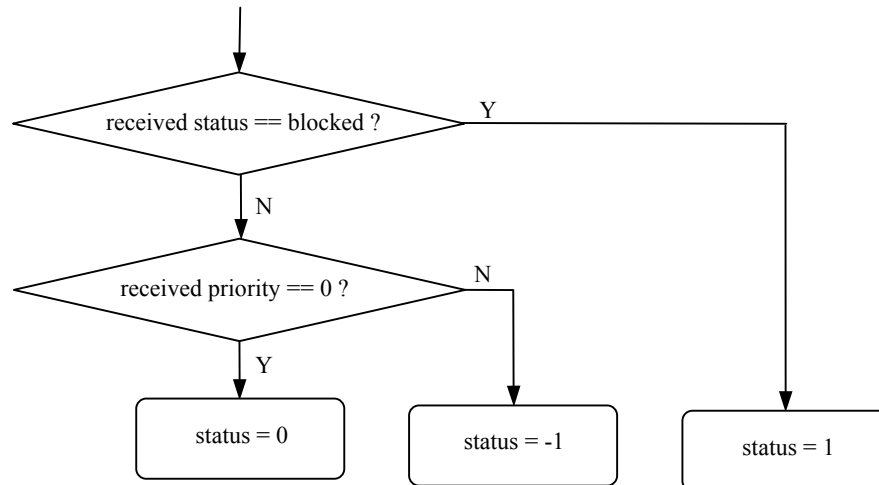 received status == blocked ?
Y
N
received priority == 0 ?
N
Y
status = 0
status = -1
status = 1